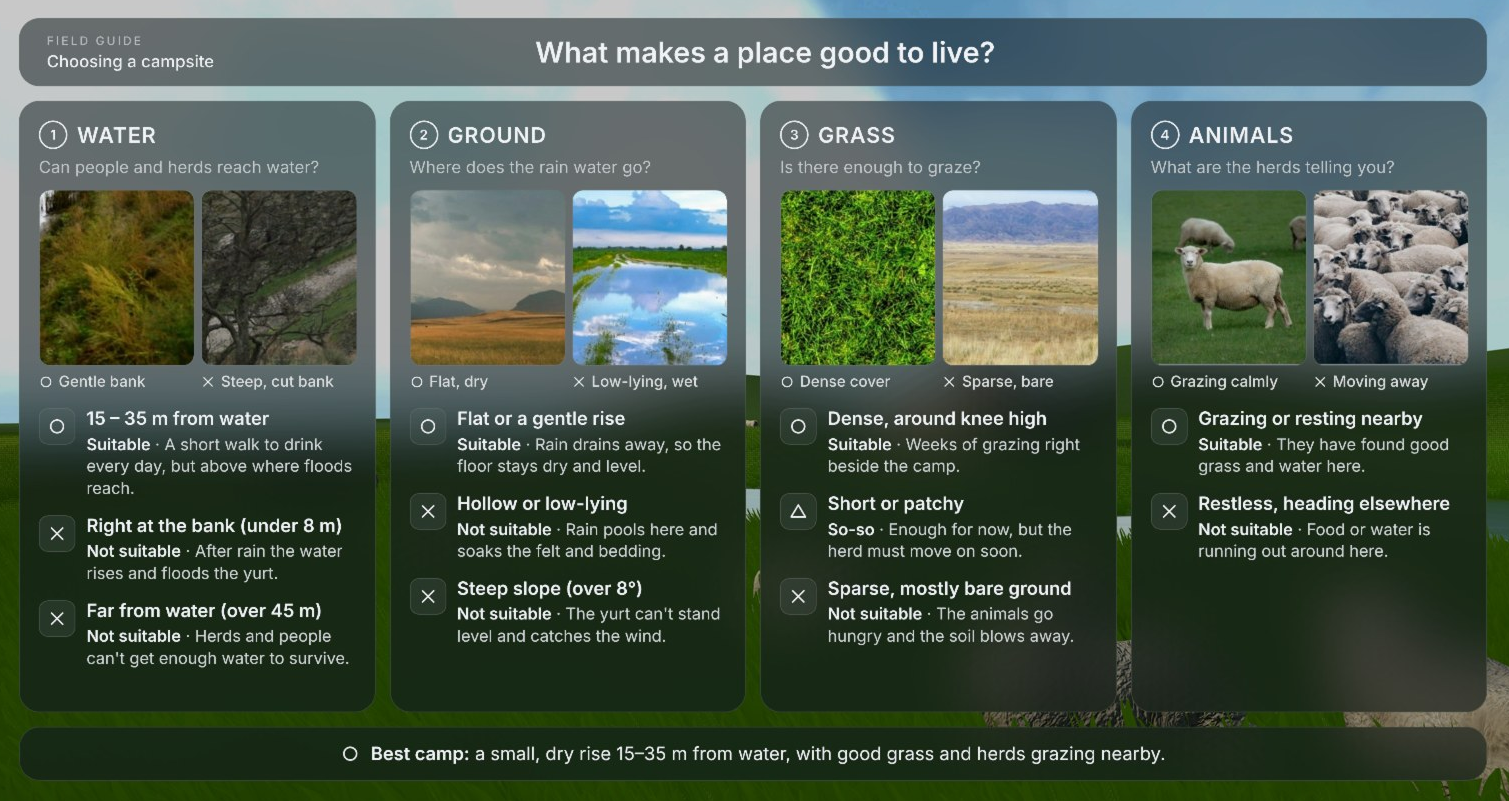 FIELD GUIDE
Choosing a campsite
What makes a place good to live?
1 WATER
Can people and herds reach water?
○ Gentle bank
× Steep, cut bank
○ 15 – 35 m from water
Suitable · A short walk to drink
every day, but above where floods
reach.
× Right at the bank (under 8 m)
Not suitable · After rain the water
rises and floods the yurt.
× Far from water (over 45 m)
Not suitable · Herds and people
can't get enough water to survive.
2 GROUND
Where does the rain water go?
○ Flat, dry
× Low-lying, wet
○ Flat or a gentle rise
Suitable · Rain drains away, so the
floor stays dry and level.
× Hollow or low-lying
Not suitable · Rain pools here and
soaks the felt and bedding.
× Steep slope (over 8°)
Not suitable · The yurt can't stand
level and catches the wind.
3 GRASS
Is there enough to graze?
○ Dense cover
× Sparse, bare
○ Dense, around knee high
Suitable · Weeks of grazing right
beside the camp.
△ Short or patchy
So-so · Enough for now, but the
herd must move on soon.
× Sparse, mostly bare ground
Not suitable · The animals go
hungry and the soil blows away.
4 ANIMALS
What are the herds telling you?
○ Grazing calmly
× Moving away
○ Grazing or resting nearby
Suitable · They have found good
grass and water here.
× Restless, heading elsewhere
Not suitable · Food or water is
running out around here.
○ Best camp: a small, dry rise 15–35 m from water, with good grass and herds grazing nearby.